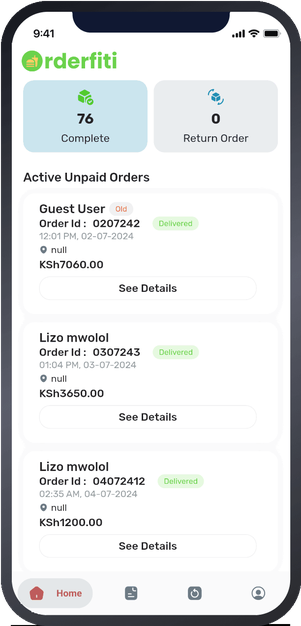 9:41
Orderfiti
76
Complete
0
Return Order
Active Unpaid Orders
Guest User Old
Order Id : 0207242 Delivered
12:01 PM, 02-07-2024
null
KSh7060.00
See Details
Lizo mwolol
Order Id : 0307243 Delivered
01:04 PM, 03-07-2024
null
KSh3650.00
See Details
Lizo mwolol
Order Id : 04072412 Delivered
02:35 AM, 04-07-2024
null
KSh1200.00
See Details
Home